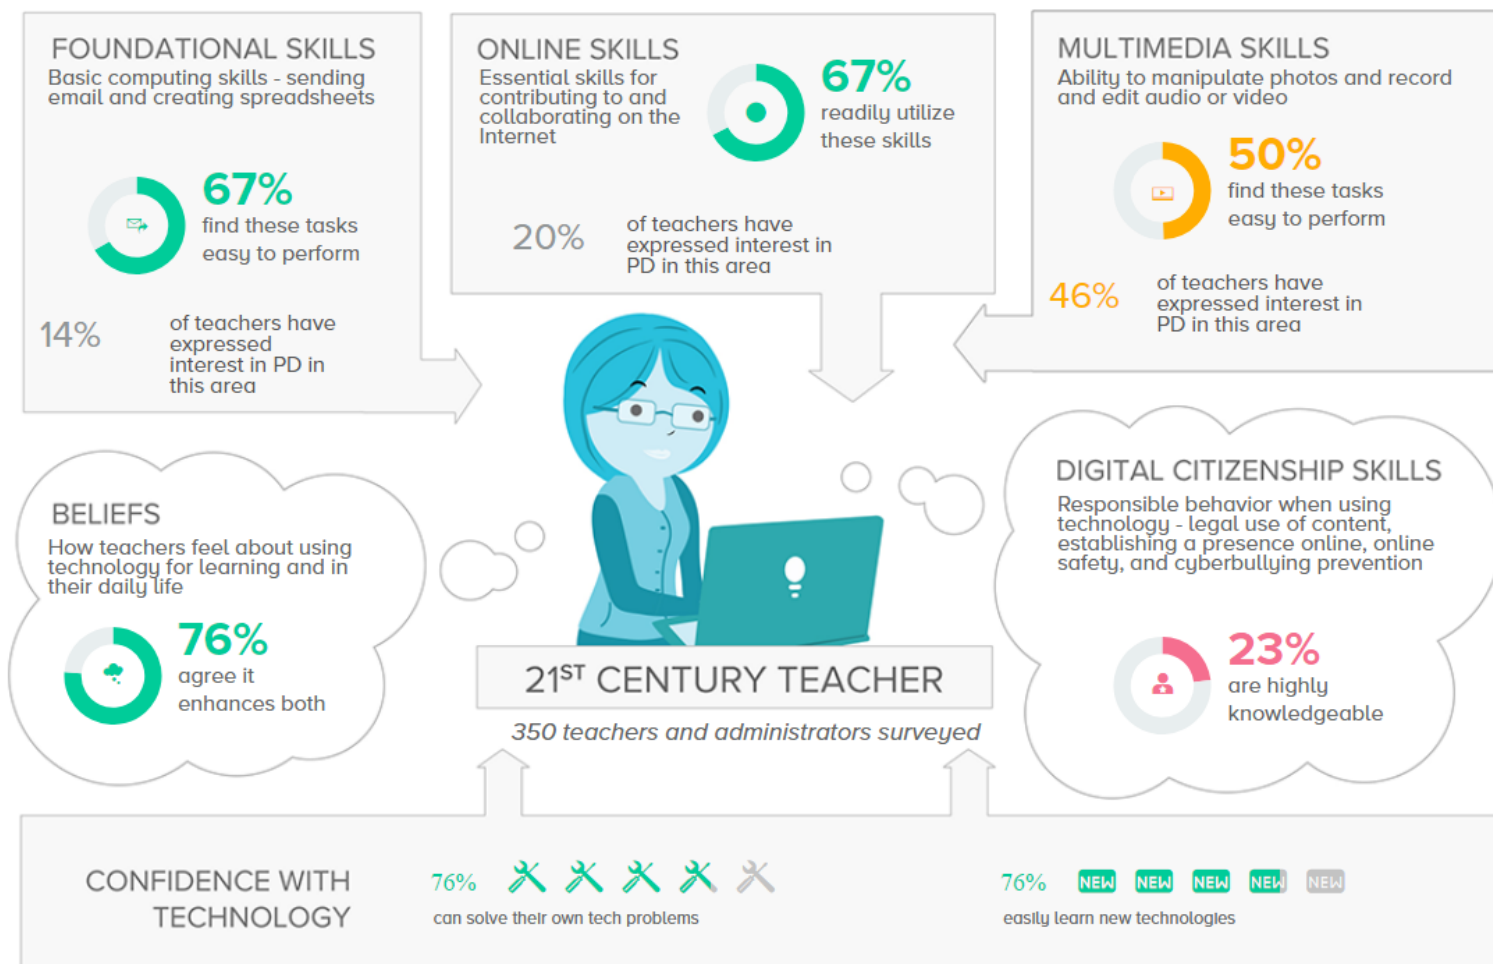 FOUNDATIONAL SKILLS
Basic computing skills - sending
email and creating spreadsheets
67%
find these tasks
easy to perform
14%
of teachers have
expressed
interest in PD in
this area
ONLINE SKILLS
Essential skills for
contributing to and
collaborating on the
Internet
67%
readily utilize
these skills
20%
of teachers have
expressed interest in
PD in this area
MULTIMEDIA SKILLS
Ability to manipulate photos and record
and edit audio or video
50%
find these tasks
easy to perform
46%
of teachers have
expressed interest in
PD in this area
BELIEFS
How teachers feel about using
technology for learning and in
their daily life
76%
agree it
enhances both
DIGITAL CITIZENSHIP SKILLS
Responsible behavior when using
technology - legal use of content,
establishing a presence online, online
safety, and cyberbullying prevention
23%
are highly
knowledgeable
21ST CENTURY TEACHER
350 teachers and administrators surveyed
CONFIDENCE WITH
TECHNOLOGY
76%
can solve their own tech problems
76% NEW NEW NEW NEW NEW
easily learn new technologies